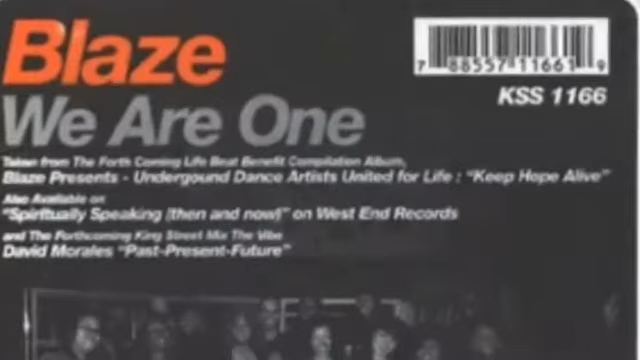 Blaze
7 88557 11661 9
KSS 1166
We Are One
Taken from The Forth Coming Life Beat Benefit Compilation Album,
Blaze Presents - Undergound Dance Artists United for Life : "Keep Hope Alive"
Also Available on
"Spiritually Speaking (then and now)" on West End Records
and The Forthcoming King Street Mix The Vibe
David Morales "Past-Present-Future"